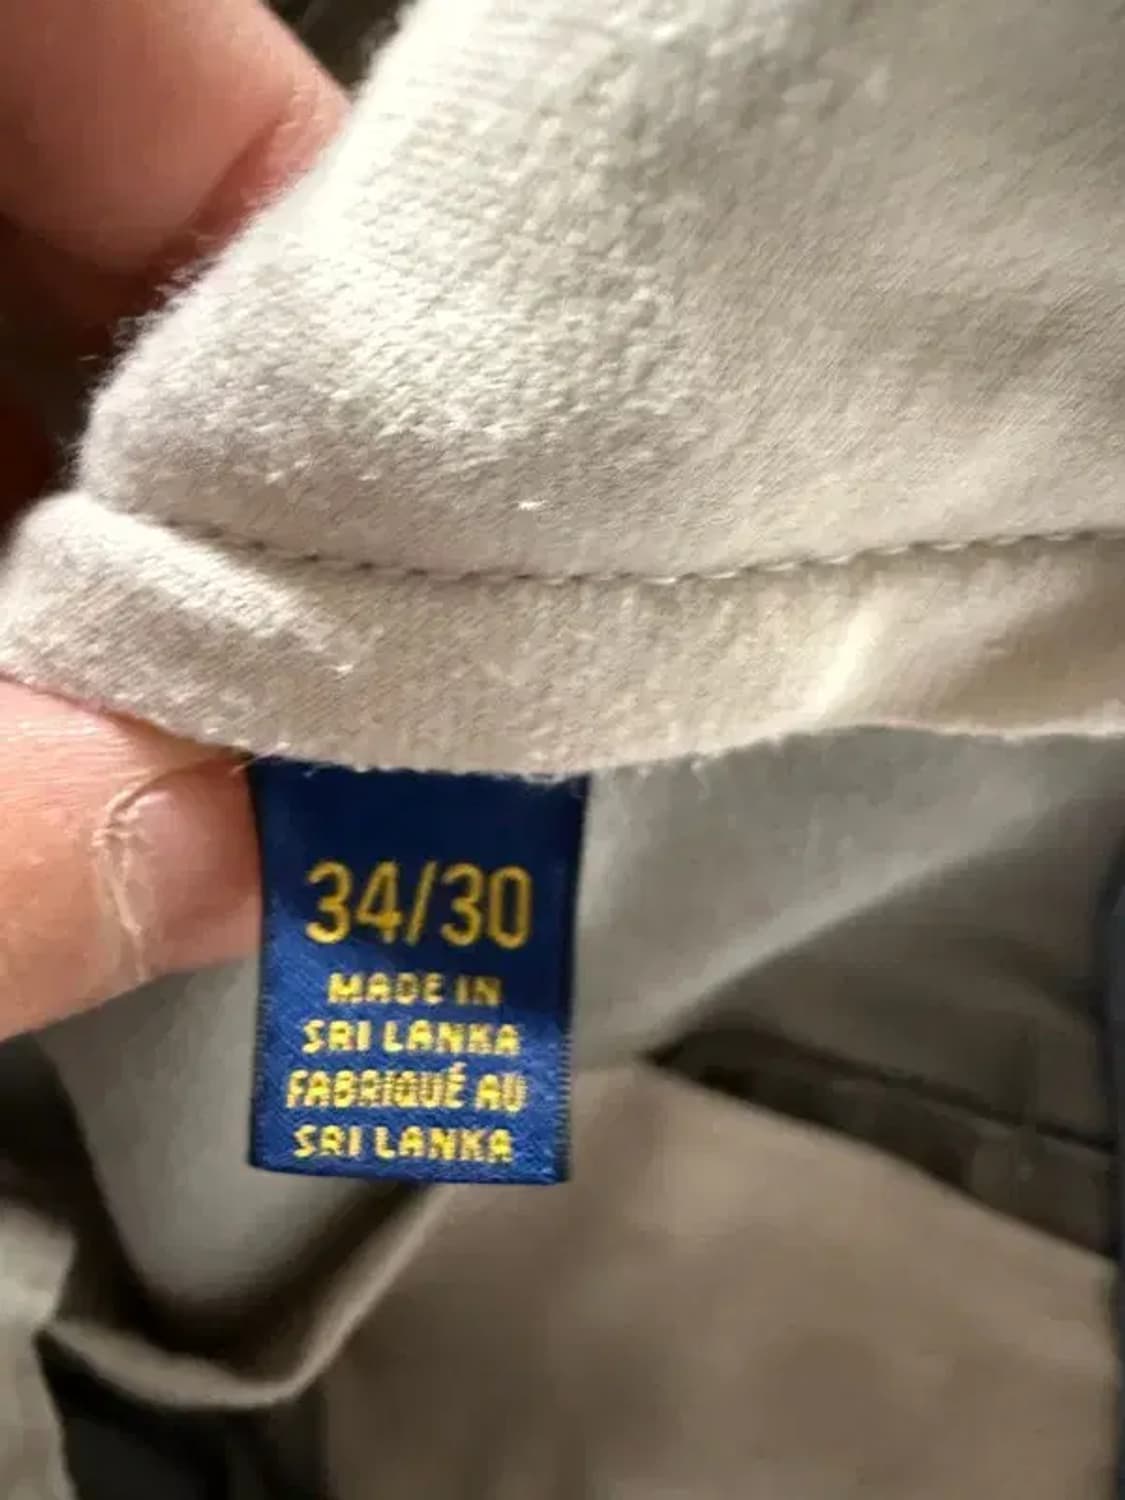 34/30
MADE IN
SRI LANKA
FABRIQUÉ AU
SRI LANKA